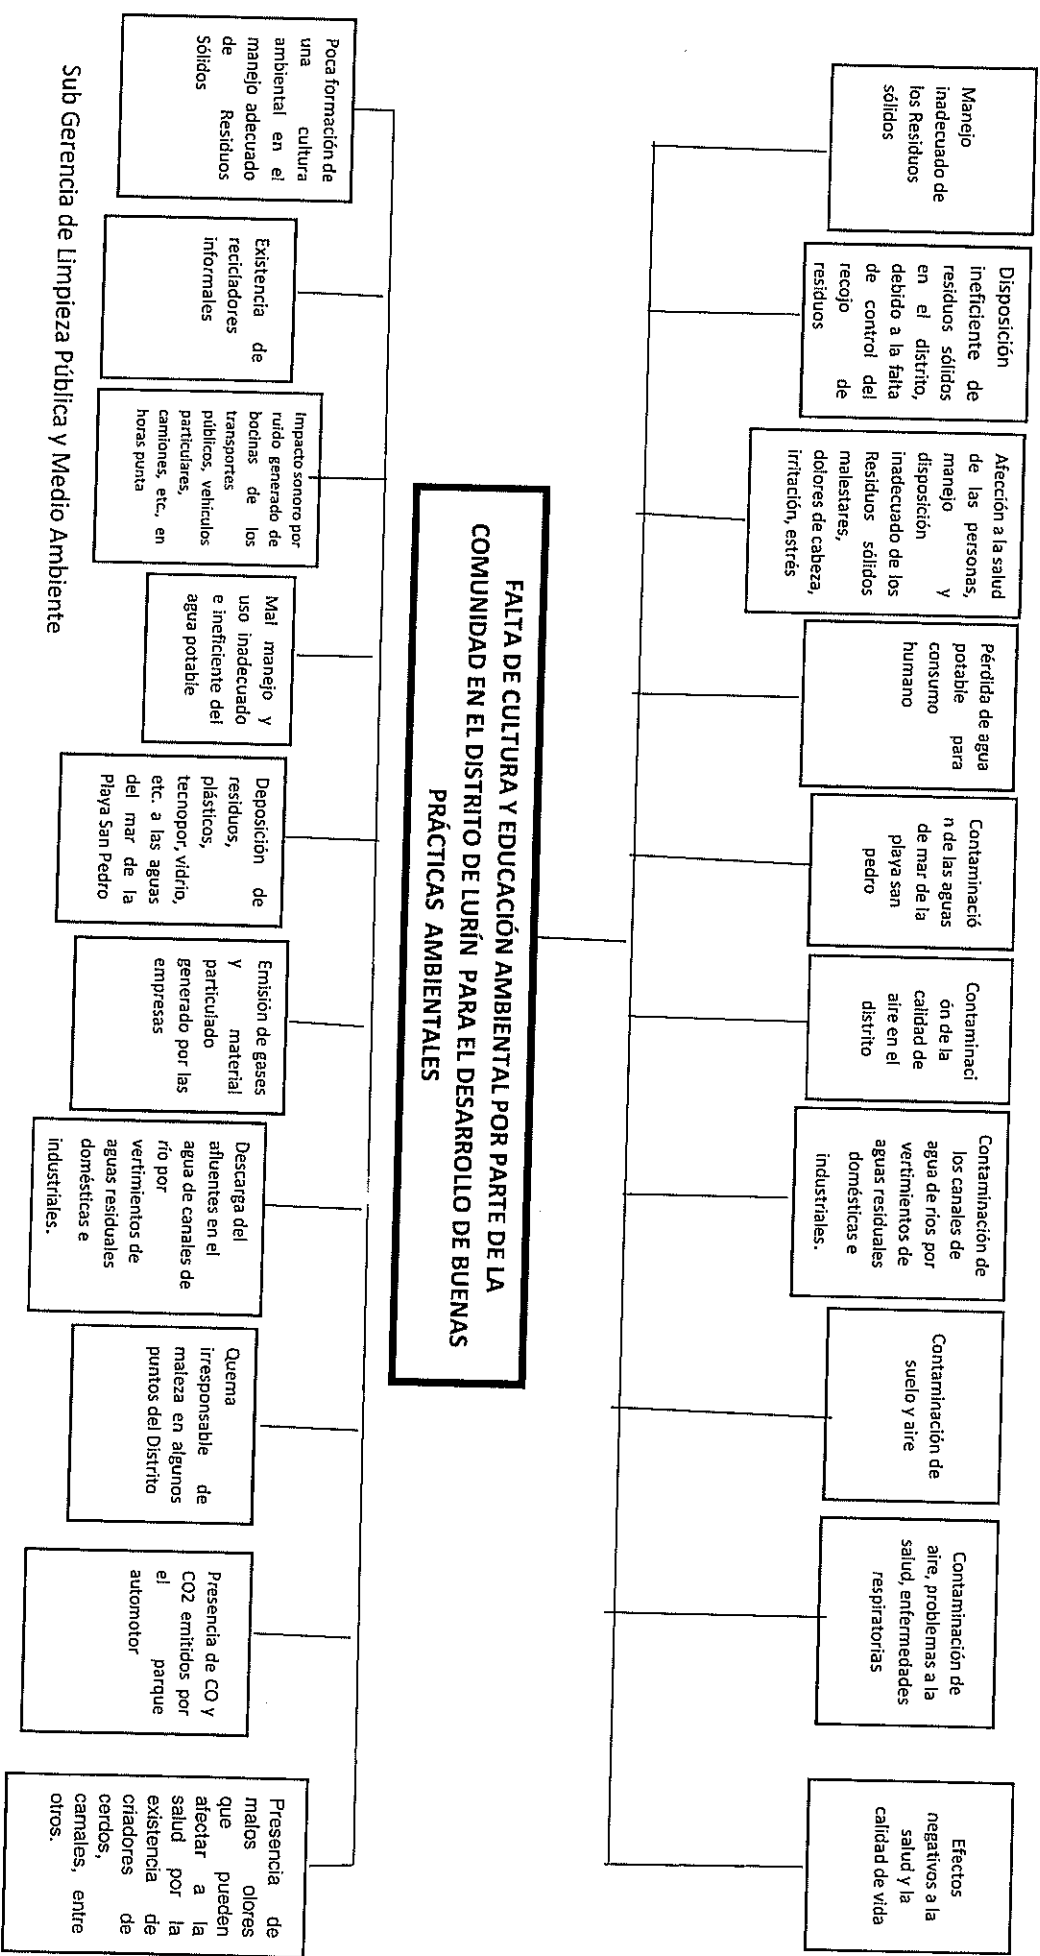 Manejo
inadecuado de
los Residuos
sólidos
Disposición
ineficiente de
residuos sólidos
en el distrito,
debido a la falta
de control del
recojo de
residuos
Afección a la salud
de las personas,
manejo y
disposición
inadecuado de los
Residuos sólidos
malestares,
dolores de cabeza,
irritación, estrés
Pérdida de agua
potable para
consumo
humano
Contaminació
n de las aguas
de mar de la
playa san
pedro
Contaminaci
ón de la
calidad de
aire en el
distrito
Contaminación de
los canales de
agua de ríos por
vertimientos de
aguas residuales
domésticas e
industriales.
Contaminación de
suelo y aire
Contaminación de
aire, problemas a la
salud, enfermedades
respiratorias
Efectos
negativos a la
salud y la
calidad de vida
FALTA DE CULTURA Y EDUCACIÓN AMBIENTAL POR PARTE DE LA
COMUNIDAD EN EL DISTRITO DE LURÍN PARA EL DESARROLLO DE BUENAS
PRÁCTICAS AMBIENTALES
Poca formación de
una cultura
ambiental en el
manejo adecuado
de Residuos
Sólidos
Existencia de
recicladores
informales
Impacto sonoro por
ruido generado de
bocinas de los
transportes
públicos, vehículos
particulares,
camiones, etc., en
horas punta
Mal manejo y
uso inadecuado
e ineficiente del
agua potable
Deposición de
residuos,
plásticos,
tecnopor, vidrio,
etc. a las aguas
del mar de la
Playa San Pedro
Emisión de gases
y material
particulado
generado por las
empresas
Descarga del
afluentes en el
agua de canales de
río por
vertimientos de
aguas residuales
domésticas e
industriales.
Quema
irresponsable de
maleza en algunos
puntos del Distrito
Presencia de CO y
CO2 emitidos por
el parque
automotor
Presencia de
malos olores
que pueden
afectar a la
salud por la
existencia de
criadores de
cerdos,
camales, entre
otros.
Sub Gerencia de Limpieza Pública y Medio Ambiente